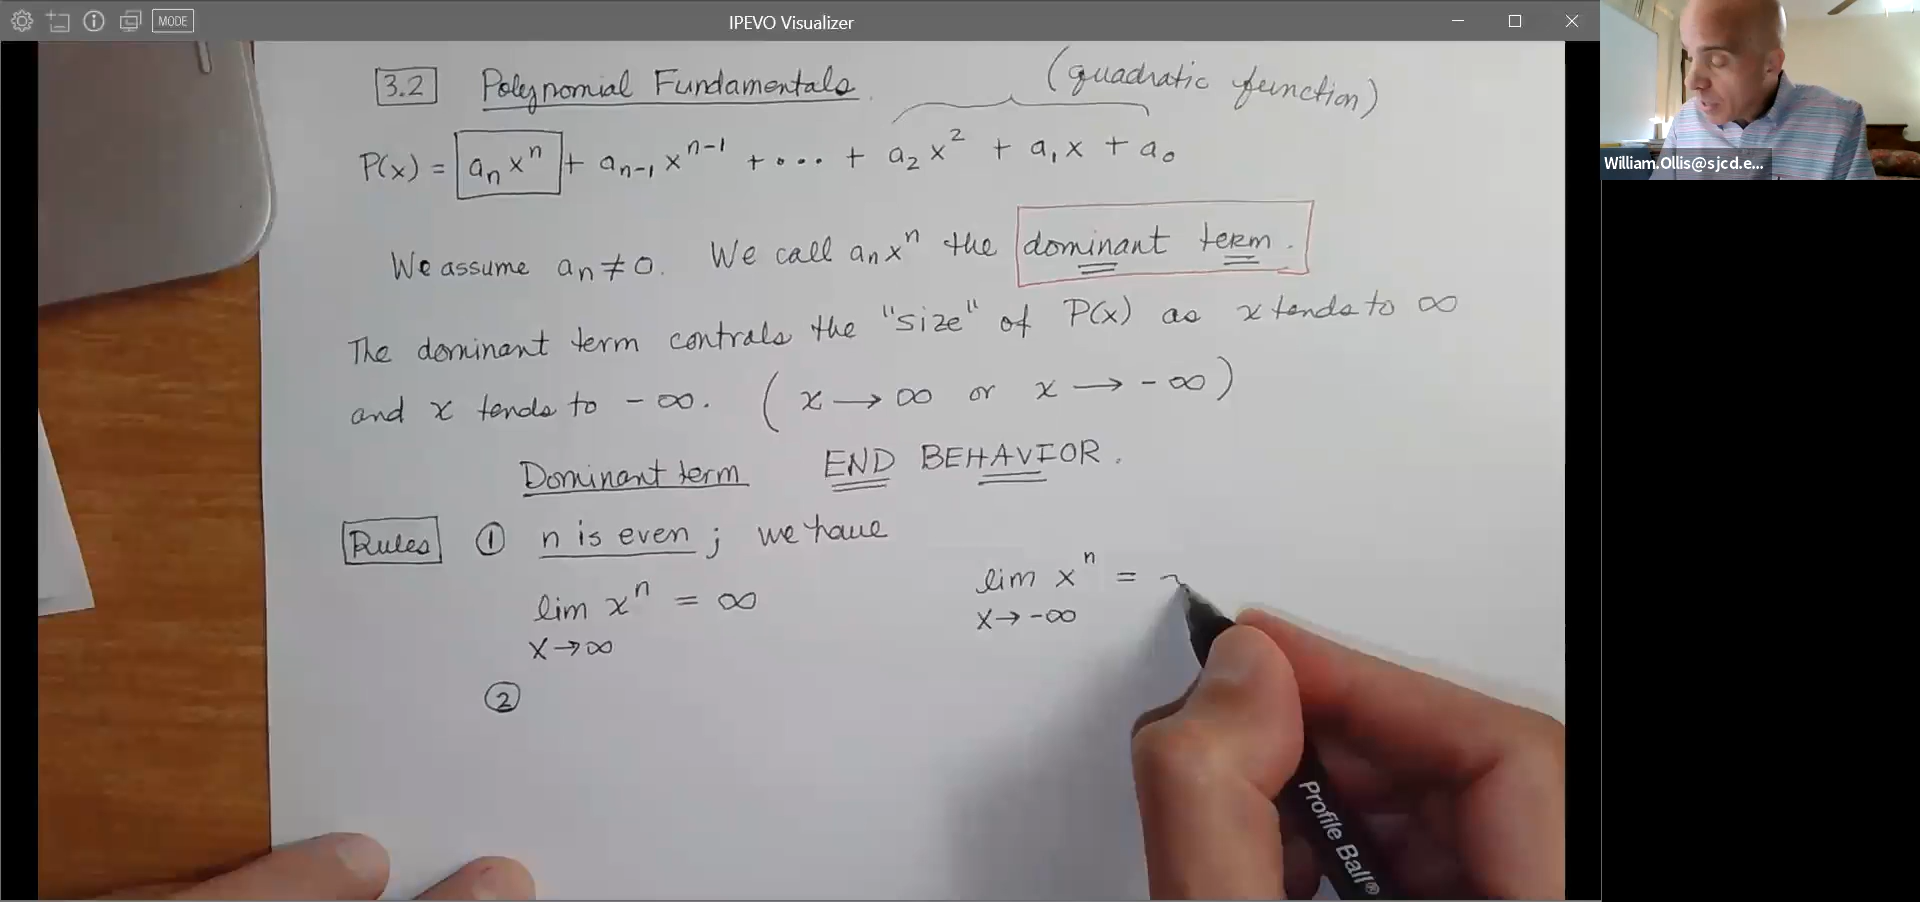 MODE
IPEVO Visualizer
William.Ollis@sjcd.e...
3.2 Polynomial Fundamentals.
(quadratic function)
P(x) = aₙxⁿ + aₙ₋₁xⁿ⁻¹ + ... + a₂x² + a₁x + a₀
We assume aₙ ≠ 0. We call aₙxⁿ the dominant term.
The dominant term controls the "size" of P(x) as x tends to ∞
and x tends to -∞. (x → ∞ or x → -∞)
Dominant term END BEHAVIOR.
Rules ① n is even; we have
lim xⁿ = ∞ lim xⁿ =
x→∞ x→-∞
②
Profile Ball®